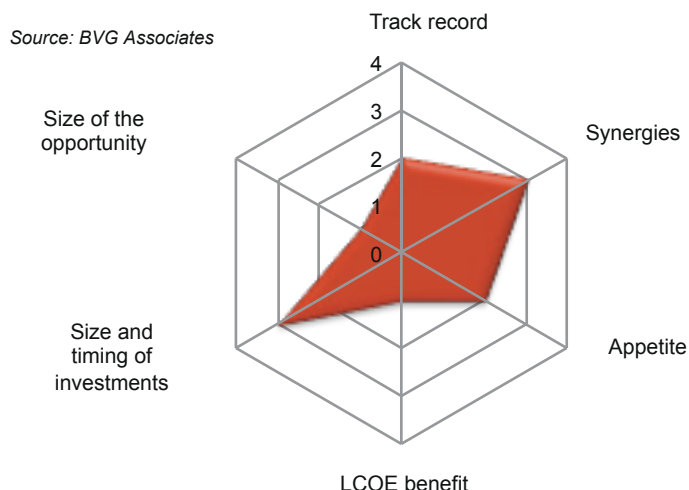 Track record
Source: BVG Associates
4
Size of the
opportunity
3
Synergies
2
1
0
Size and
timing of
investments
Appetite
LCOE benefit